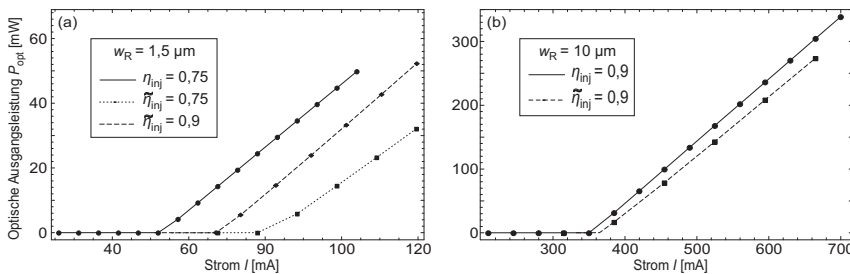 (a)
w_R = 1,5 µm
η_inj = 0,75
η̃_inj = 0,75
η̃_inj = 0,9
Optische Ausgangsleistung P_opt [mW]
60
40
20
0
40
60
80
100
120
Strom I [mA]
(b)
w_R = 10 µm
η_inj = 0,9
η̃_inj = 0,9
300
200
100
0
200
300
400
500
600
700
Strom I [mA]